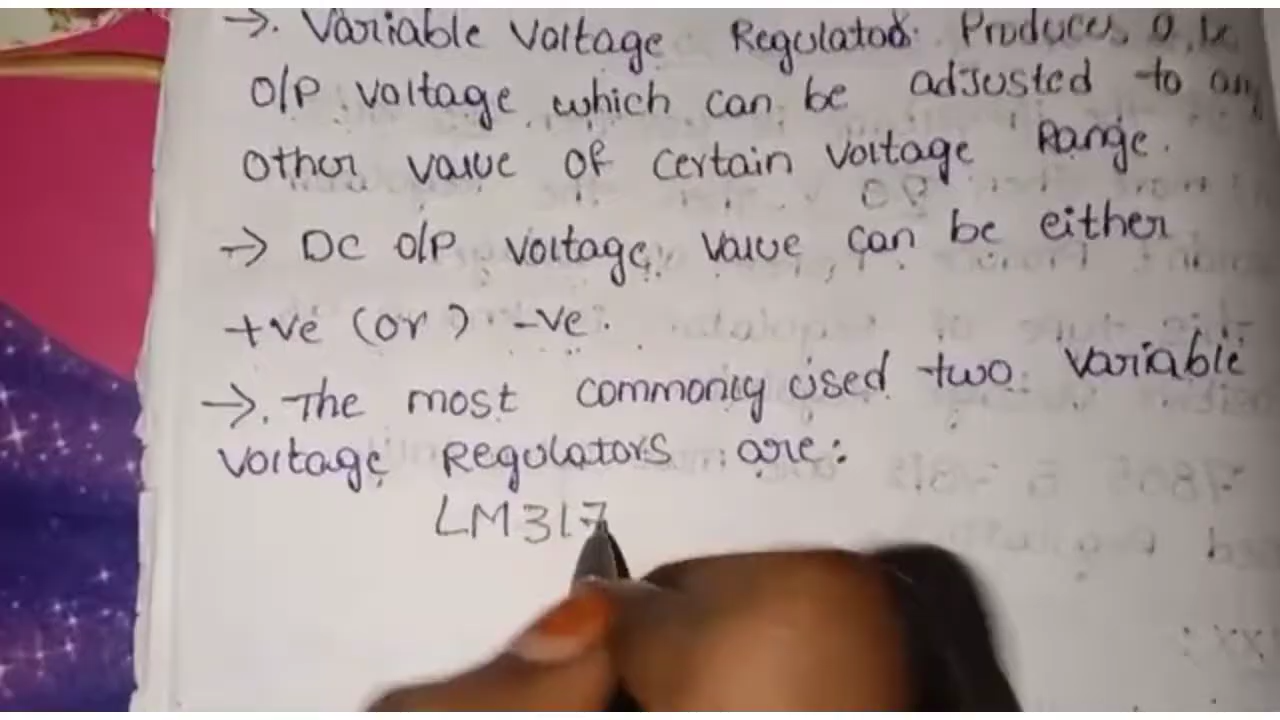 →. Variable Voltage Regulator: Produces a Dc
O/P voltage which can be adjusted to any
other value of certain voltage Range.
→ DC O/P voltage value can be either
+ve (or) -ve.
→. The most commonly used two variable
voltage Regulators are:
LM317